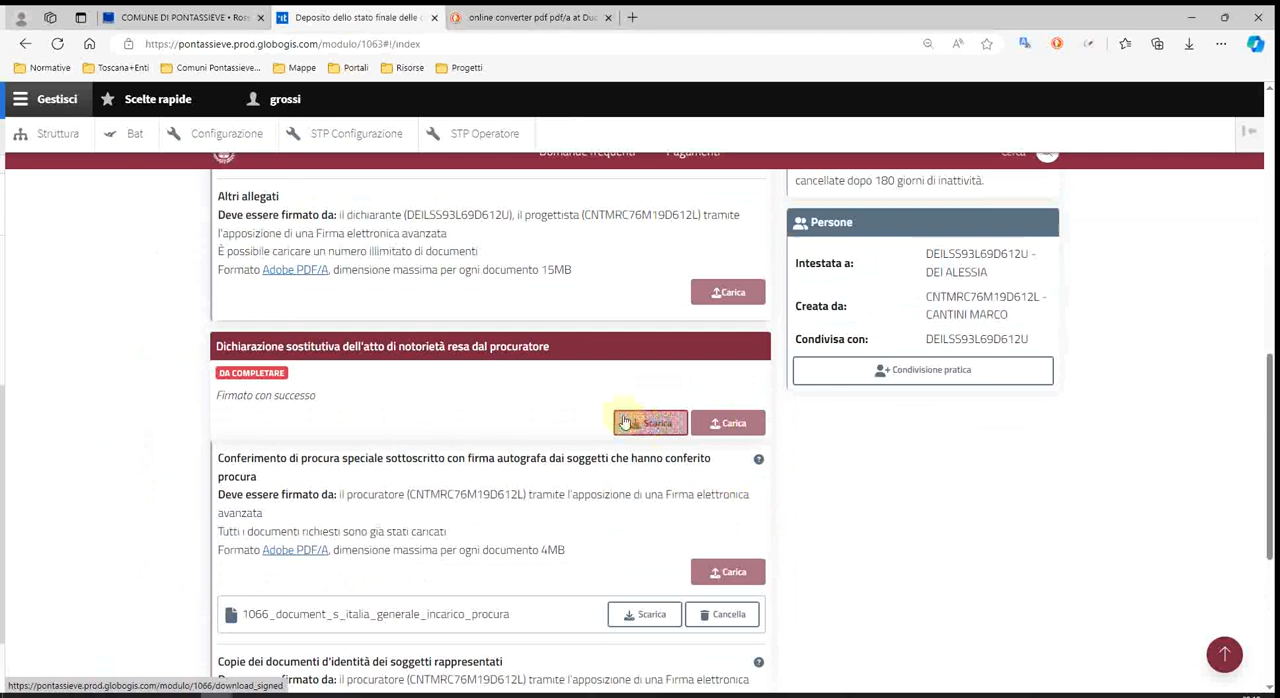 COMUNE DI PONTASSIEVE • Ros
Deposito dello stato finale delle
online converter pdf pdf/a at Du
https://pontassieve.prod.globogis.com/modulo/1063#!/index
Normative
Toscana+Enti
Comuni Pontassieve...
Mappe
Portali
Risorse
Progetti
Gestisci
Scelte rapide
grossi
Struttura
Bat
Configurazione
STP Configurazione
STP Operatore
Domande frequenti
Pagamenti
Cerca
Altri allegati
Deve essere firmato da: il dichiarante (DEILSS93L69D612U), il progettista (CNTMRC76M19D612L) tramite
l'apposizione di una Firma elettronica avanzata
È possibile caricare un numero illimitato di documenti
Formato Adobe PDF/A, dimensione massima per ogni documento 15MB
Carica
Dichiarazione sostitutiva dell'atto di notorietà resa dal procuratore
DA COMPLETARE
Firmato con successo
Scarica
Carica
Conferimento di procura speciale sottoscritto con firma autografa dai soggetti che hanno conferito
procura
Deve essere firmato da: il procuratore (CNTMRC76M19D612L) tramite l'apposizione di una Firma elettronica
avanzata
Tutti i documenti richiesti sono già stati caricati
Formato Adobe PDF/A, dimensione massima per ogni documento 4MB
Carica
1066_document_s_italia_generale_incarico_procura
Scarica
Cancella
Copie dei documenti d'identità dei soggetti rappresentati
Deve essere firmato da: il procuratore (CNTMRC76M19D612L) tramite l'apposizione di una Firma elettronica
cancellate dopo 180 giorni di inattività.
Persone
Intestata a:
DEILSS93L69D612U -
DEI ALESSIA
Creata da:
CNTMRC76M19D612L -
CANTINI MARCO
Condivisa con:
DEILSS93L69D612U
Condivisione pratica
https://pontassieve.prod.globogis.com/modulo/1066/download_signed